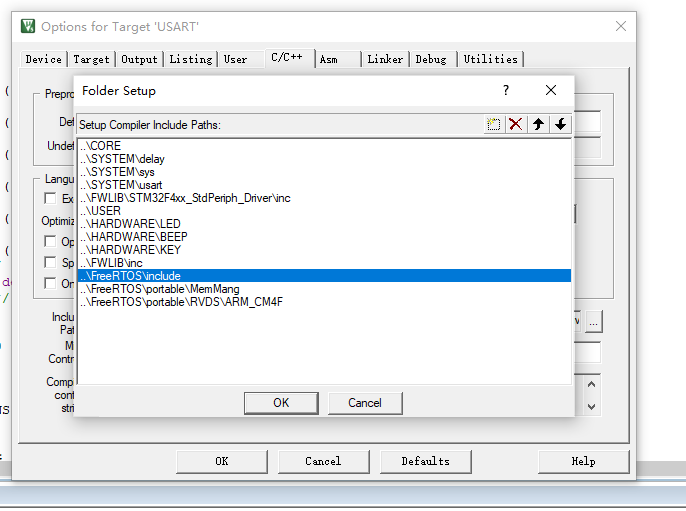 Options for Target 'USART'
Device Target Output Listing User C/C++ Asm Linker Debug Utilities
Folder Setup
?
Setup Compiler Include Paths:
..\CORE
..\SYSTEM\delay
..\SYSTEM\sys
..\SYSTEM\usart
..\FWLIB\STM32F4xx_StdPeriph_Driver\inc
..\USER
..\HARDWARE\LED
..\HARDWARE\BEEP
..\HARDWARE\KEY
..\FWLIB\inc
..\FreeRTOS\include
..\FreeRTOS\portable\MemMang
..\FreeRTOS\portable\RVDS\ARM_CM4F
OK Cancel
Prepro
Def
Undef
Langu
Ex
Optimiz
Op
Sp
On
Inclu
Pat
...
M
Contr
Comp
cont
stri
OK Cancel Defaults Help